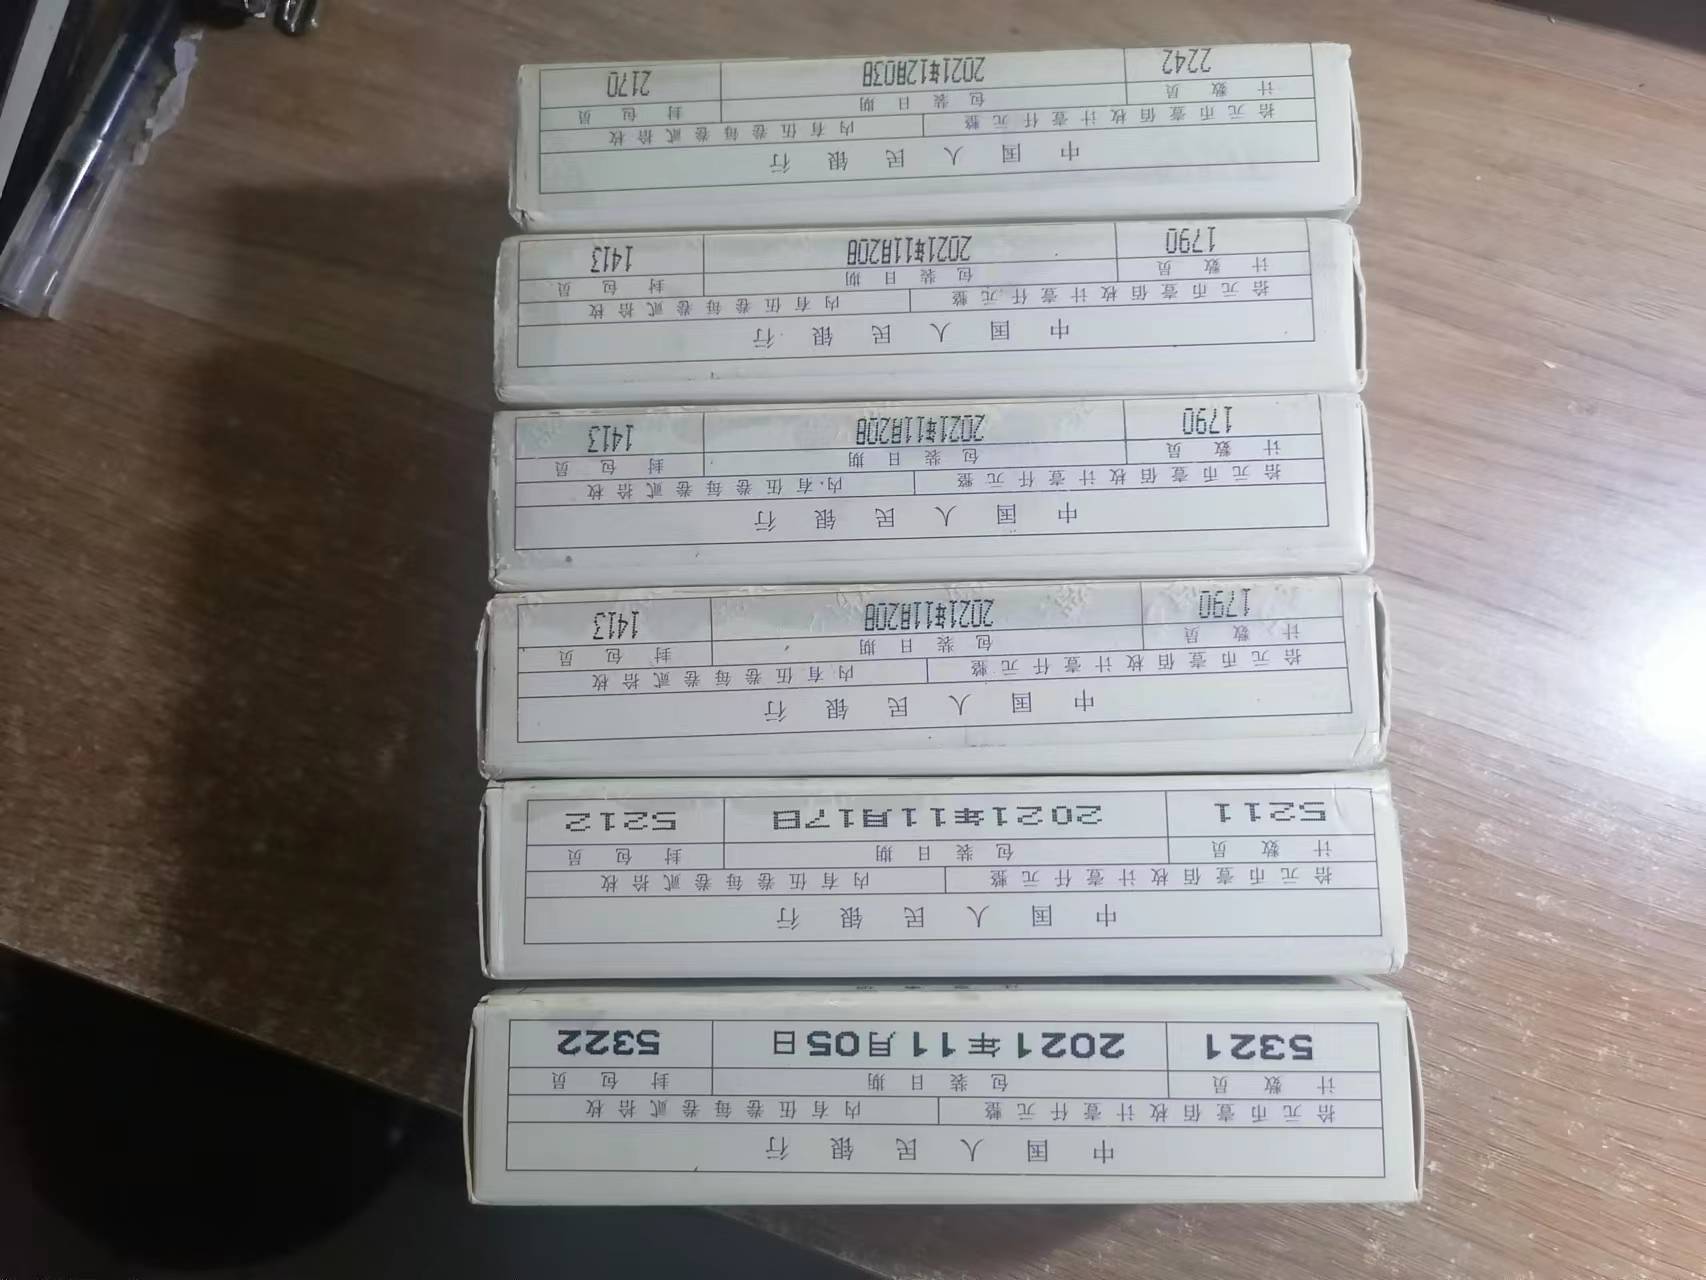 中国人民银行
拾元币壹佰枚计壹仟元整 内有伍卷每卷贰拾枚
计数员 包装日期 封包员
5321 2021年11月05日 5322
中国人民银行
拾元币壹佰枚计壹仟元整 内有伍卷每卷贰拾枚
计数员 包装日期 封包员
5211 2021年11月17日 5212
中国人民银行
拾元币壹佰枚计壹仟元整 内有伍卷每卷贰拾枚
计数员 包装日期 封包员
1790 2021年11月20日 1413
中国人民银行
拾元币壹佰枚计壹仟元整 内有伍卷每卷贰拾枚
计数员 包装日期 封包员
1790 2021年11月20日 1413
中国人民银行
拾元币壹佰枚计壹仟元整 内有伍卷每卷贰拾枚
计数员 包装日期 封包员
1790 2021年11月20日 1413
中国人民银行
拾元币壹佰枚计壹仟元整 内有伍卷每卷贰拾枚
计数员 包装日期 封包员
2242 2021年12月03日 2170